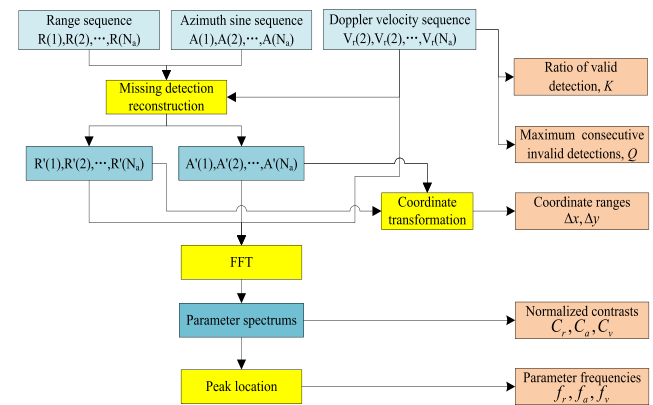 Range sequence
R(1),R(2),⋯,R(Nₐ)
Azimuth sine sequence
A(1),A(2),⋯,A(Nₐ)
Doppler velocity sequence
Vᵣ(2),Vᵣ(2),⋯,Vᵣ(Nₐ)
Ratio of valid
detection, K
Missing detection
reconstruction
Maximum consecutive
invalid detections, Q
R'(1),R'(2),⋯,R'(Nₐ)
A'(1),A'(2),⋯,A'(Nₐ)
Coordinate
transformation
Coordinate ranges
Δx,Δy
FFT
Parameter spectrums
Normalized contrasts
Cᵣ,Cₐ,Cᵥ
Peak location
Parameter frequencies
fᵣ,fₐ,fᵥ